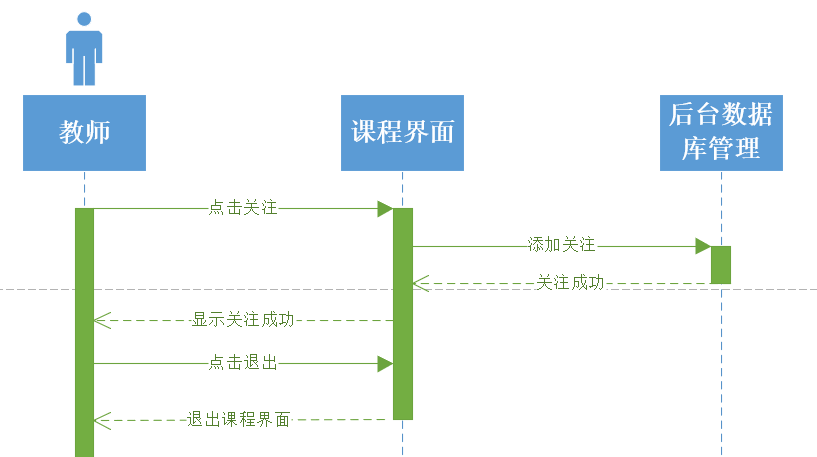 教师
课程界面
后台数据
库管理
点击关注
添加关注
关注成功
显示关注成功
点击退出
退出课程界面